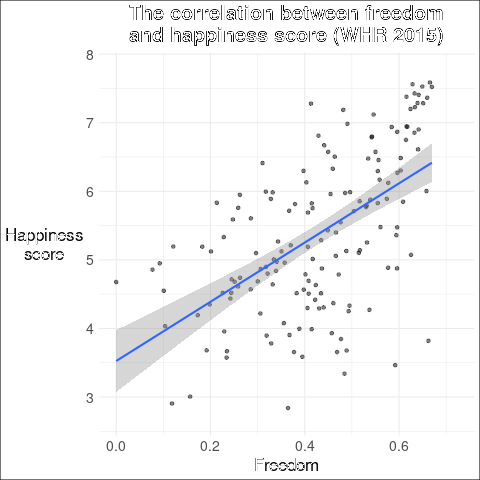 The correlation between freedom
and happiness score (WHR 2015)
8
7
6
5
4
3
Happiness
score
0.0 0.2 0.4 0.6
Freedom